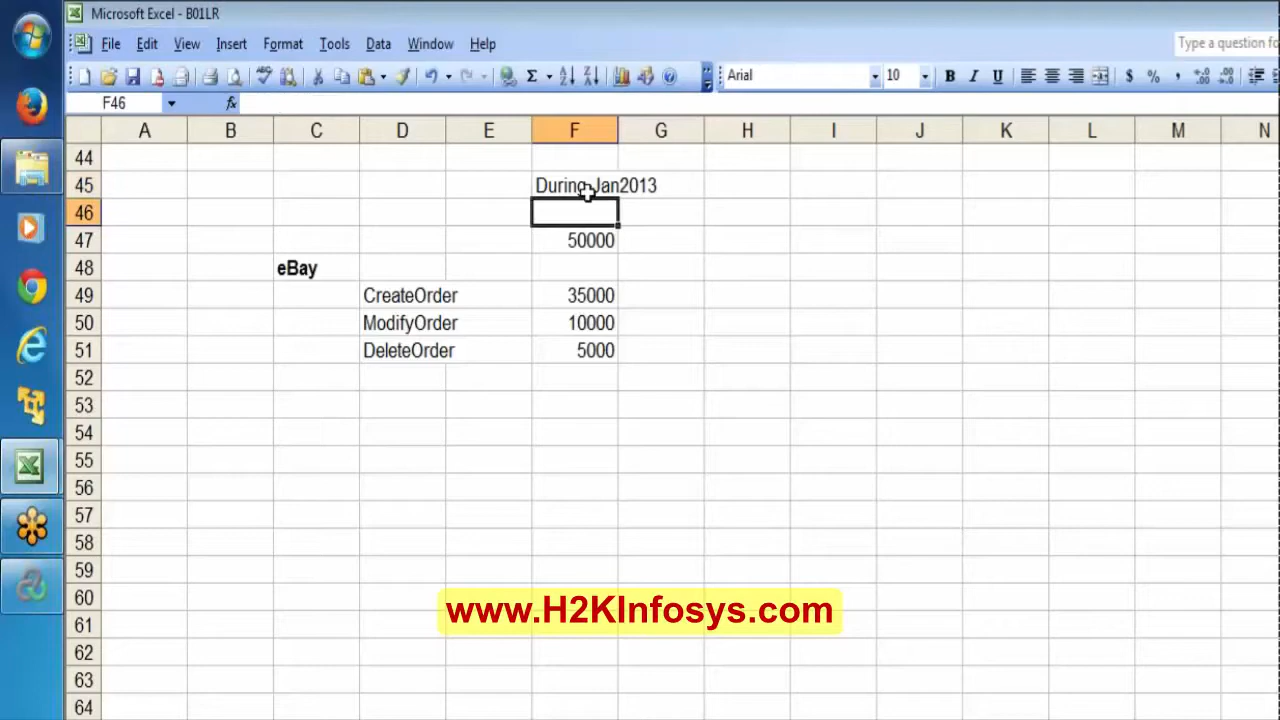 Microsoft Excel - B01LR
File Edit View Insert Format Tools Data Window Help
Type a question fo
Arial 10 B I U $ % ,
F46 fx
A B C D E F G H I J K L M N
44
45 During Jan2013
46
47 50000
48 eBay
49 CreateOrder 35000
50 ModifyOrder 10000
51 DeleteOrder 5000
52
53
54
55
56
57
58
59
60
www.H2KInfosys.com
61
62
63
64